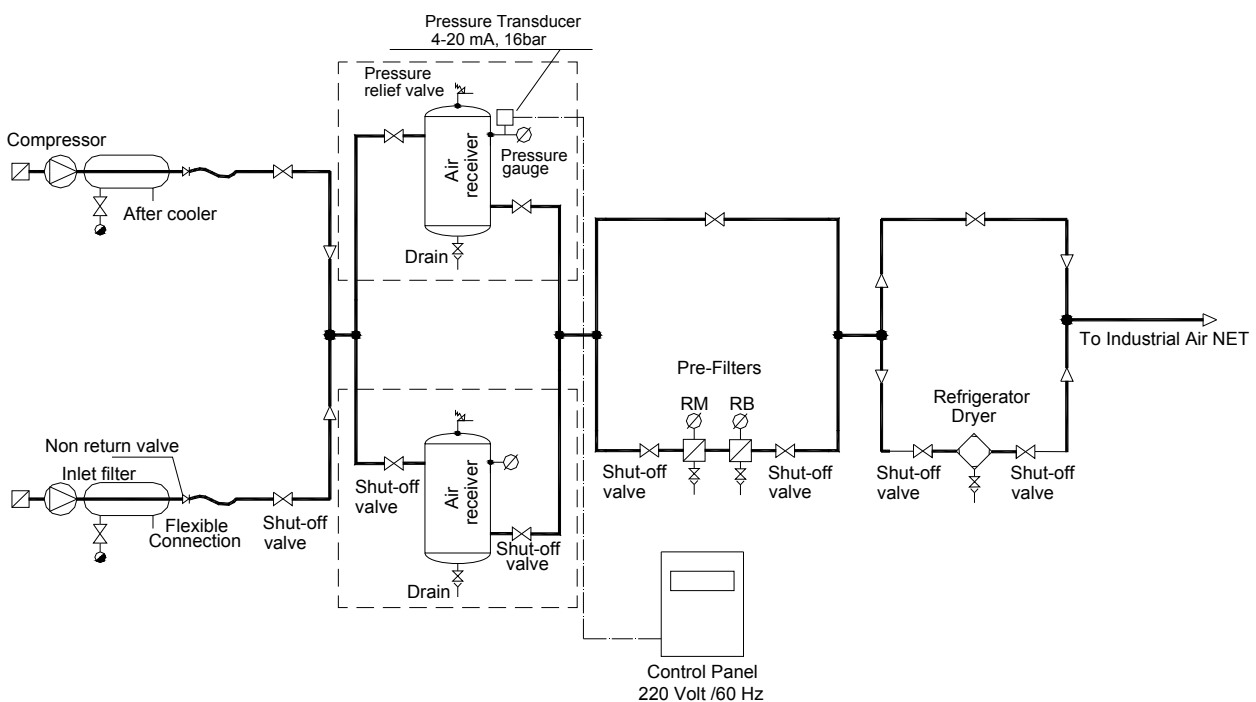 Pressure Transducer
4-20 mA, 16bar
Pressure
relief valve
Compressor
Air
receiver
Pressure
gauge
After cooler
Drain
To Industrial Air NET
Pre-Filters
RM
RB
Refrigerator
Dryer
Non return valve
Inlet filter
Shut-off
valve
Shut-off
valve
Shut-off
valve
Shut-off
valve
Shut-off
valve
Air
receiver
Flexible
Connection
Shut-off
valve
Shut-off
valve
Drain
Control Panel
220 Volt /60 Hz